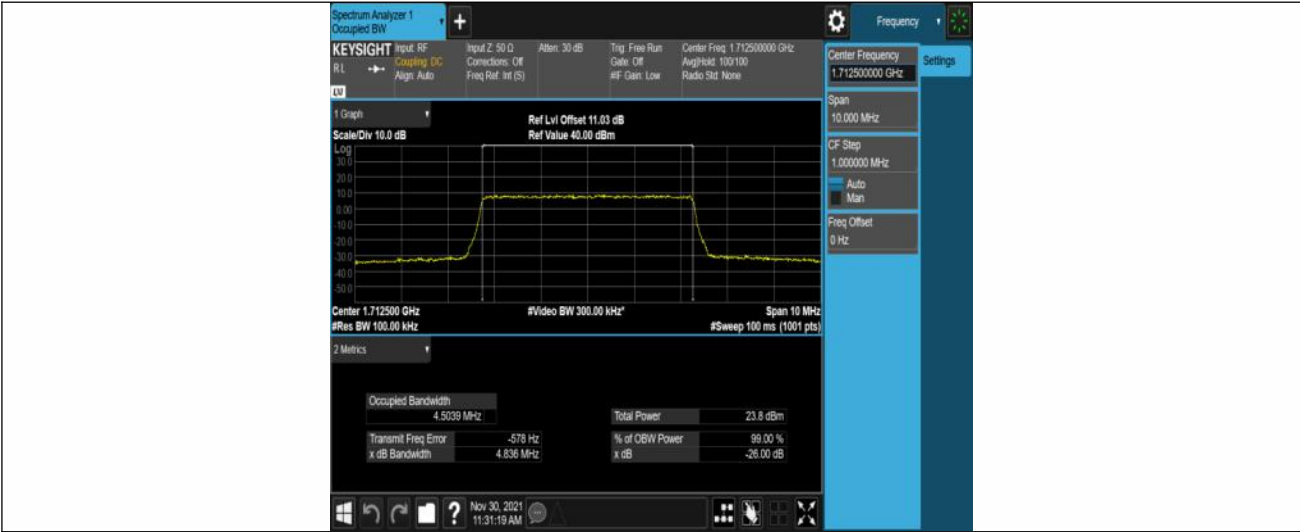 Spectrum Analyzer 1
Occupied BW
+
Frequency
KEYSIGHT
RL
Input: RF
Coupling: DC
Align: Auto
Input Z: 50 Ω
Corrections: Off
Freq Ref: Int (S)
Atten: 30 dB
Trig: Free Run
Gate: Off
#IF Gain: Low
Center Freq: 1.712500000 GHz
Avg|Hold: 100/100
Radio Std: None
1 Graph
Scale/Div 10.0 dB
Ref Lvl Offset 11.03 dB
Ref Value 40.00 dBm
Log
30.0
20.0
10.0
0.00
-10.0
-20.0
-30.0
-40.0
-50.0
Center 1.712500 GHz
#Res BW 100.00 kHz
#Video BW 300.00 kHz*
Span 10 MHz
#Sweep 100 ms (1001 pts)
2 Metrics
Occupied Bandwidth
4.5039 MHz
Transmit Freq Error -578 Hz
x dB Bandwidth 4.836 MHz
Total Power 23.8 dBm
% of OBW Power 99.00 %
x dB -26.00 dB
Center Frequency
1.712500000 GHz
Settings
Span
10.000 MHz
CF Step
1.000000 MHz
Auto
Man
Freq Offset
0 Hz
?
Nov 30, 2021
11:31:19 AM